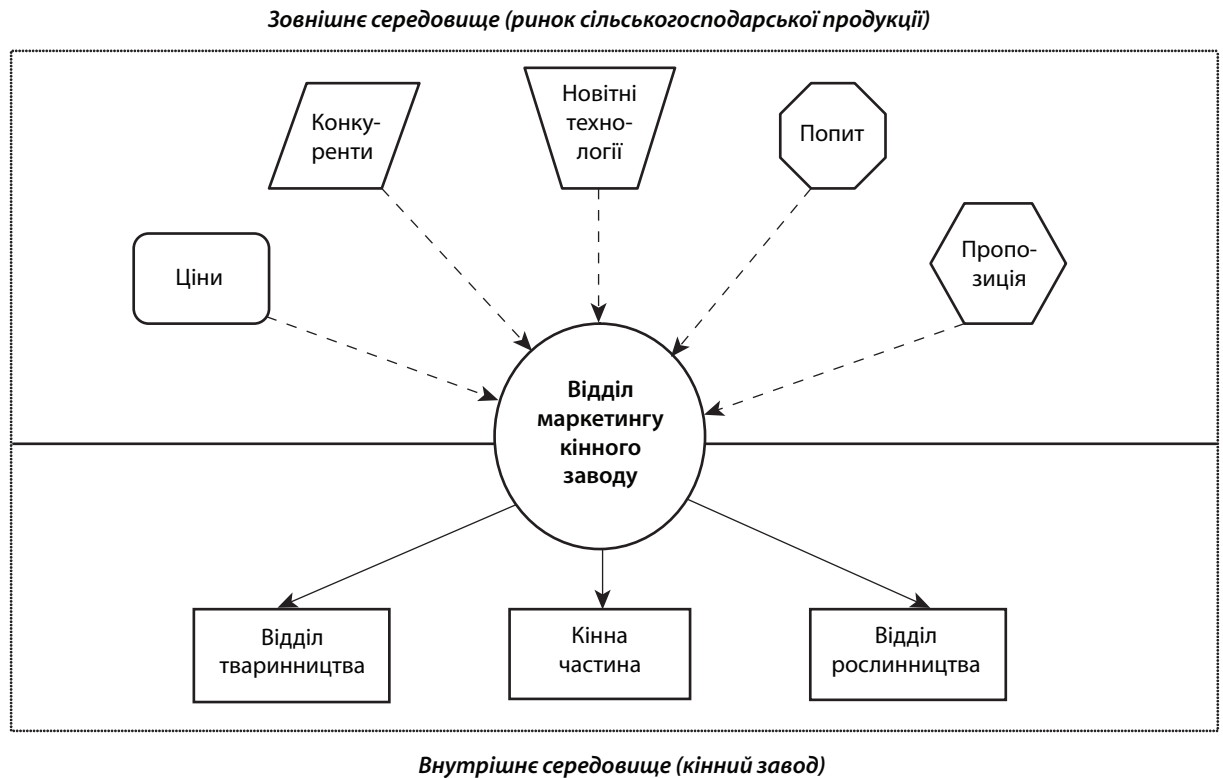 Зовнішнє середовище (ринок сільськогосподарської продукції)
Конку-
ренти
Новітні
техно-
логії
Попит
Ціни
Пропо-
зиція
Відділ
маркетингу
кінного
заводу
Відділ
тваринництва
Кінна
частина
Відділ
рослинництва
Внутрішнє середовище (кінний завод)